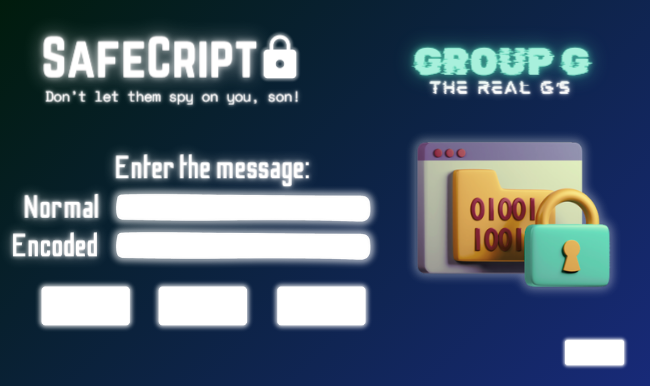 SAFECRIPT
Don't let them spy on you, son!
GROUP G
THE REAL G'S
Enter the message:
Normal
Encoded
01001
1001